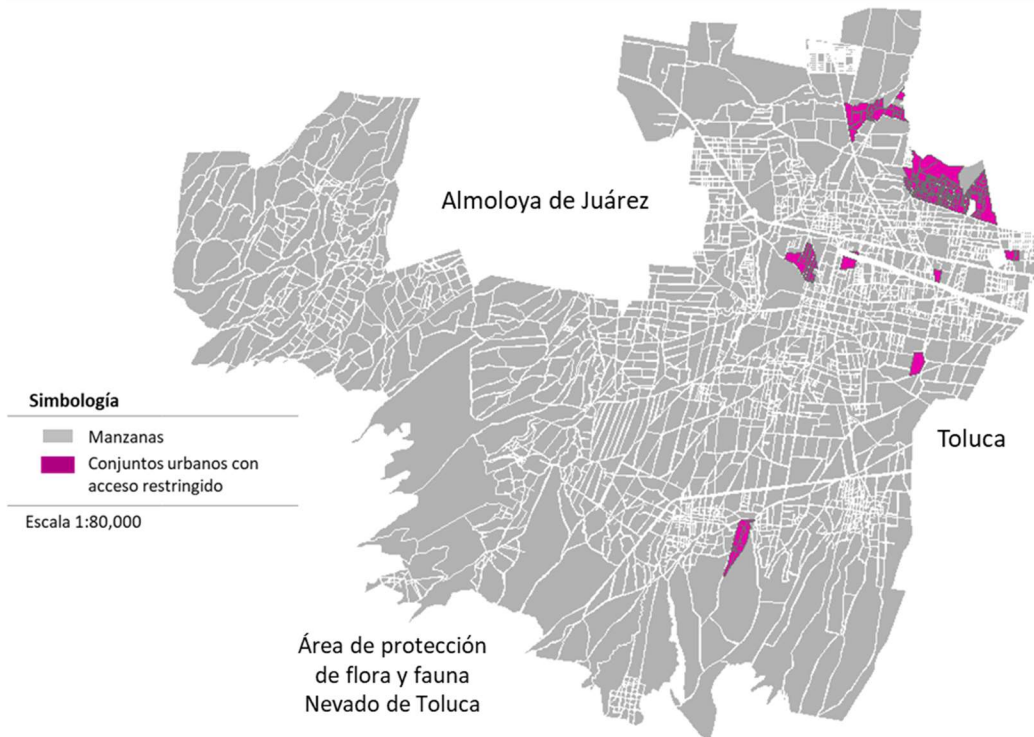 Almoloya de Juárez
Simbología
Manzanas
Conjuntos urbanos con
acceso restringido
Escala 1:80,000
Toluca
Área de protección
de flora y fauna
Nevado de Toluca